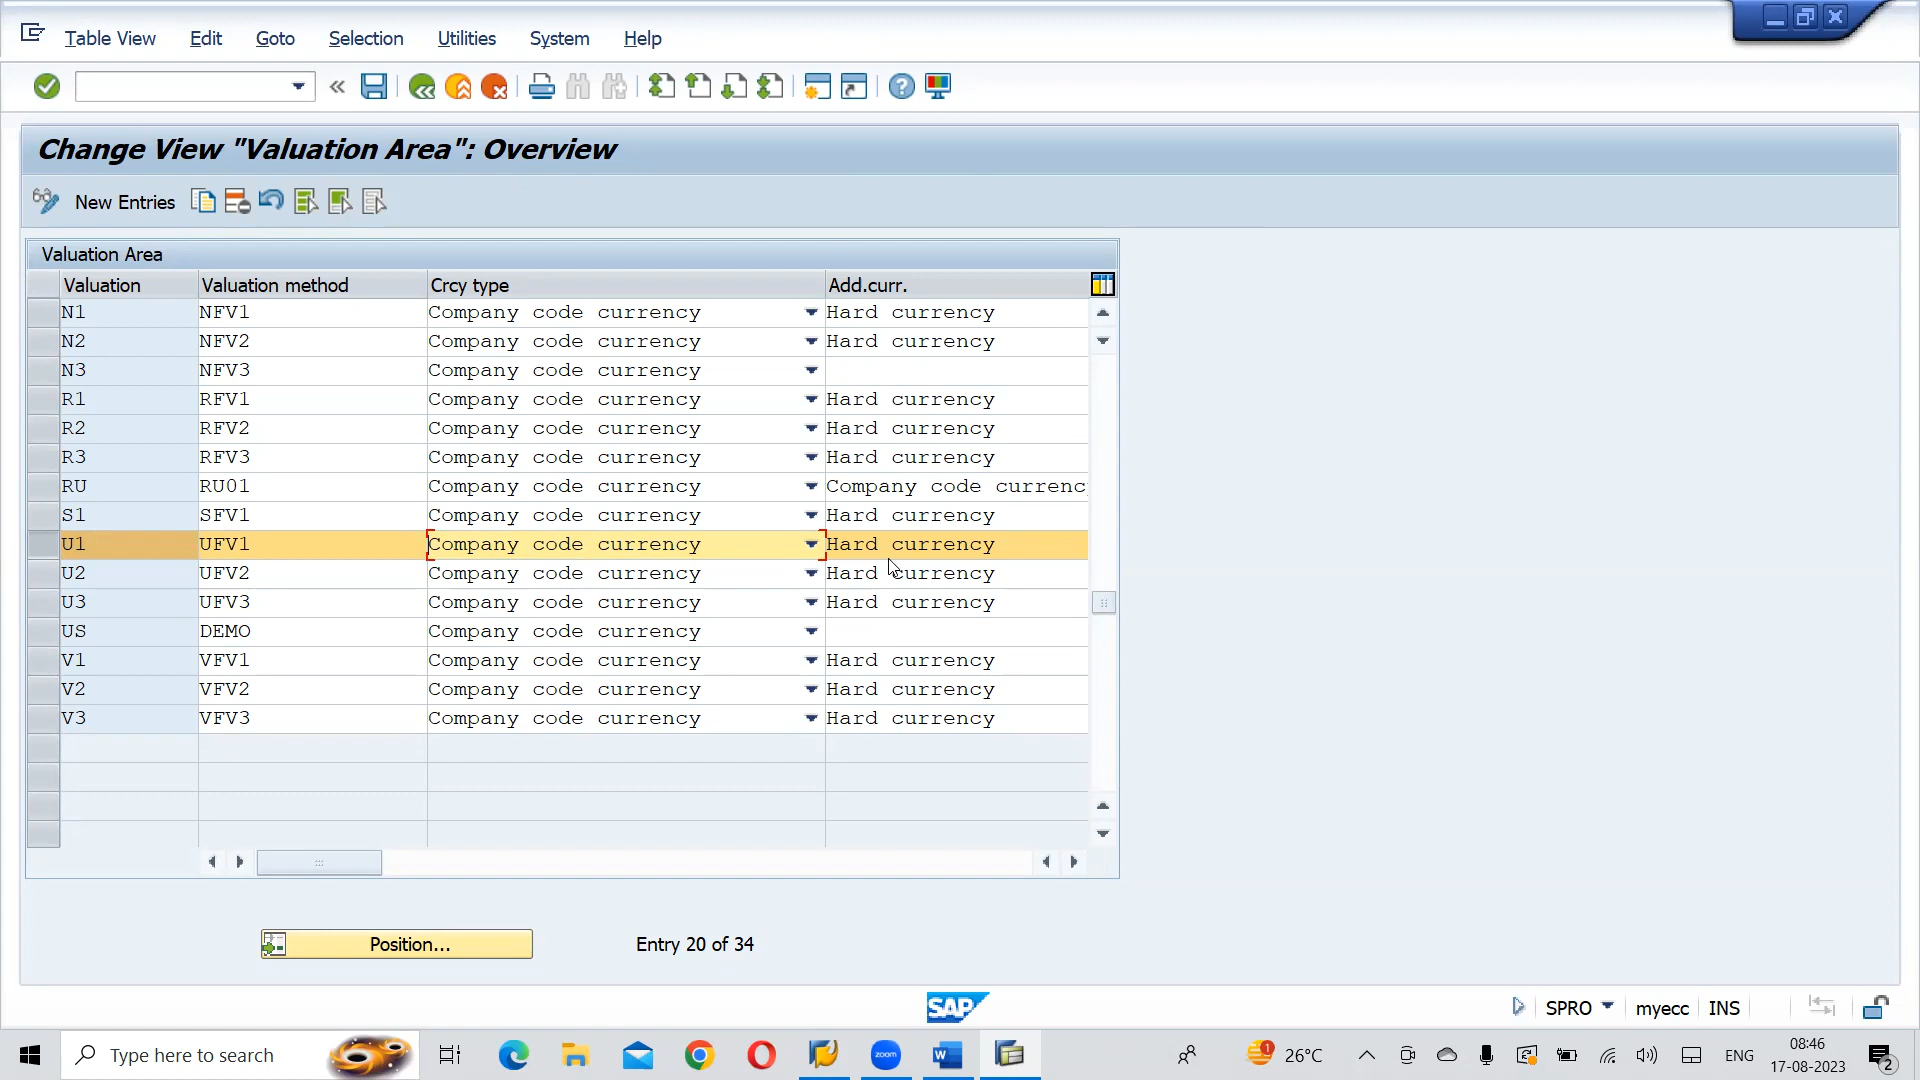 Table View Edit Goto Selection Utilities System Help
Change View "Valuation Area": Overview
New Entries
Valuation Area
Valuation Valuation method Crcy type Add.curr.
N1 NFV1 Company code currency Hard currency
N2 NFV2 Company code currency Hard currency
N3 NFV3 Company code currency
R1 RFV1 Company code currency Hard currency
R2 RFV2 Company code currency Hard currency
R3 RFV3 Company code currency Hard currency
RU RU01 Company code currency Company code currenc
S1 SFV1 Company code currency Hard currency
U1 UFV1 Company code currency Hard currency
U2 UFV2 Company code currency Hard currency
U3 UFV3 Company code currency Hard currency
US DEMO Company code currency
V1 VFV1 Company code currency Hard currency
V2 VFV2 Company code currency Hard currency
V3 VFV3 Company code currency Hard currency
Position... Entry 20 of 34
SAP
SPRO myecc INS
Type here to search
zoom
W
1
26°C
ENG
08:46
17-08-2023
2